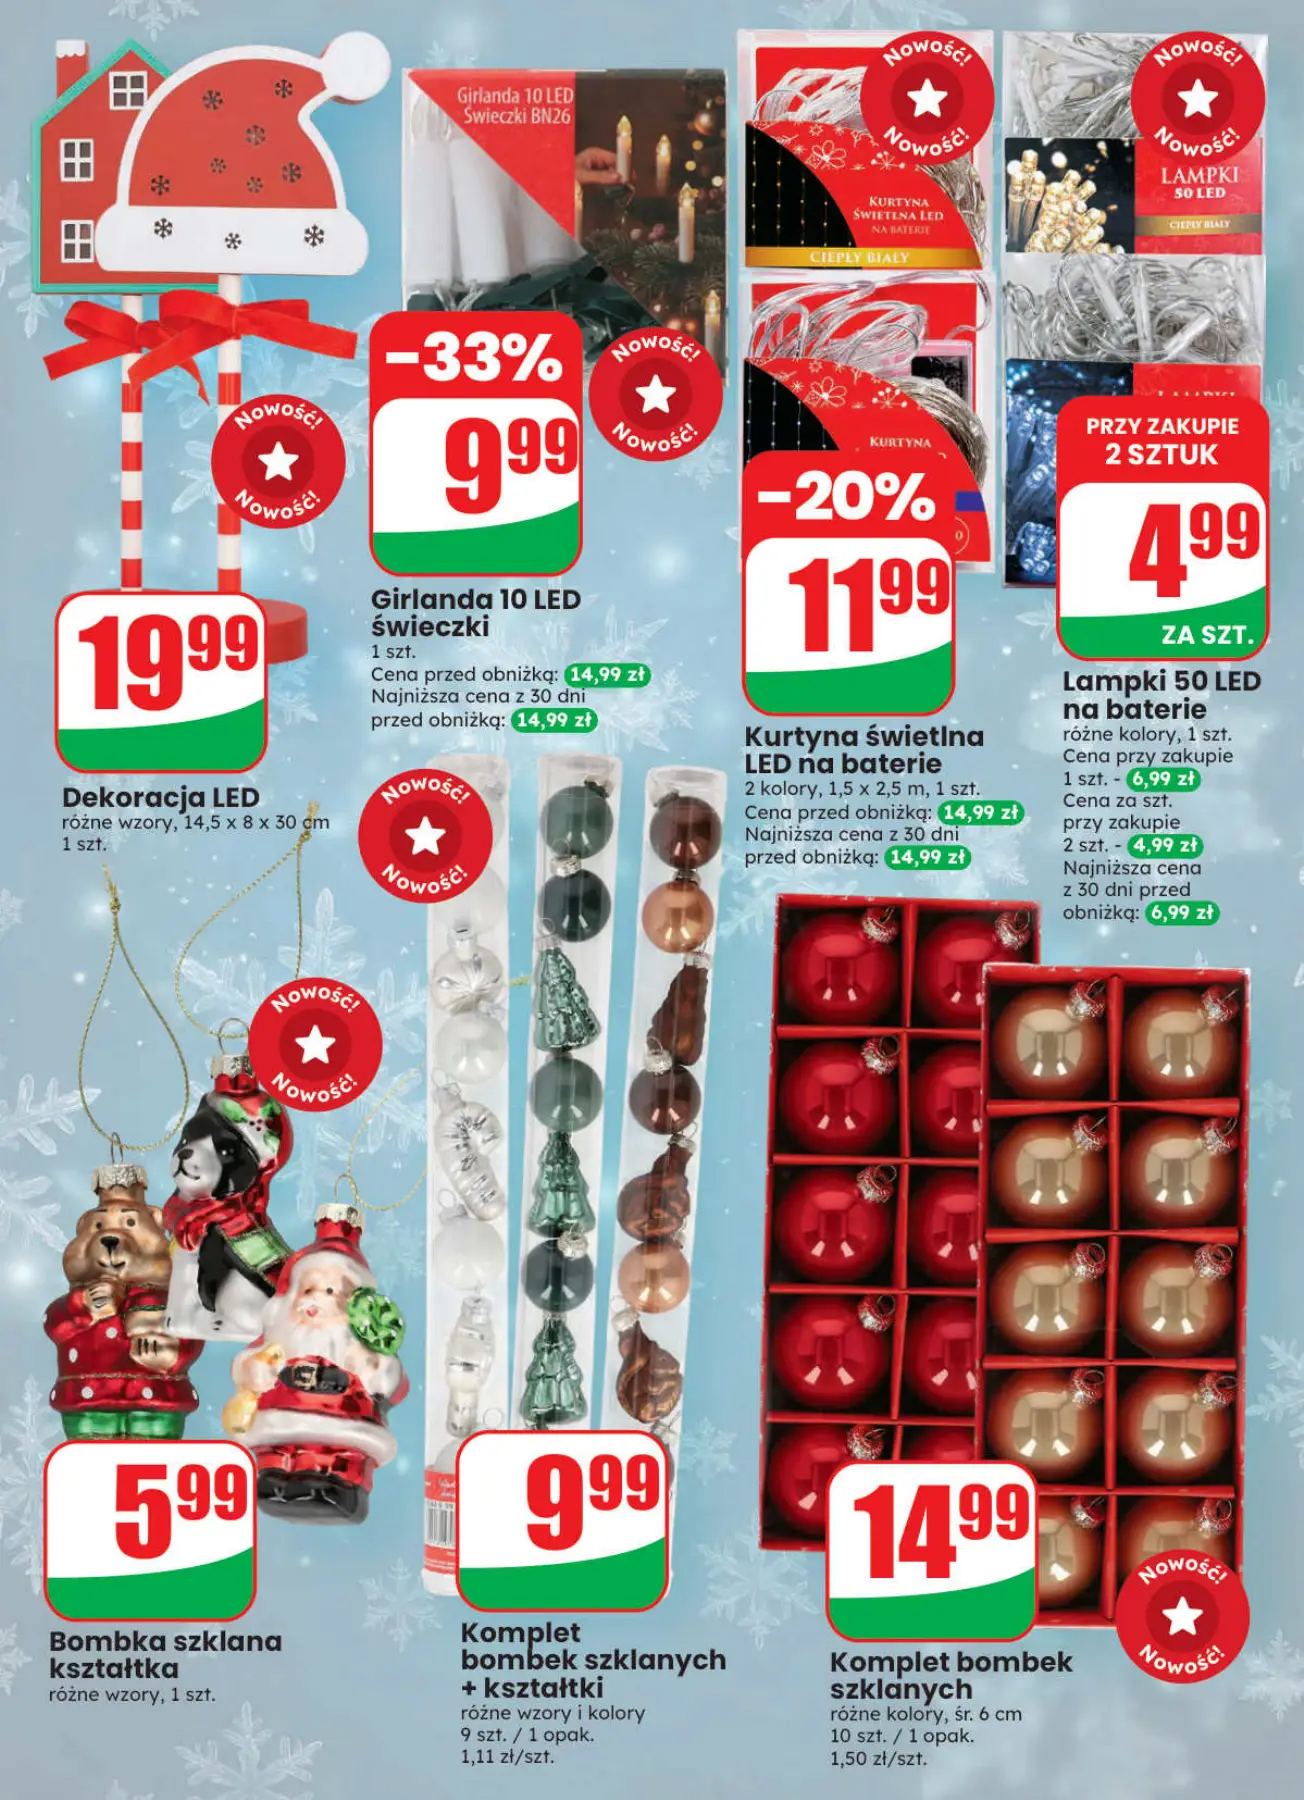 Girlanda 10 LED
Świeczki BN26
Nowość!
Nowość!
-33%
9 99
Girlanda 10 LED
świeczki
1 szt.
Cena przed obniżką: 14,99 zł
Najniższa cena z 30 dni
przed obniżką: 14,99 zł
Nowość!
Nowość!
19 99
Dekoracja LED
różne wzory, 14,5 x 8 x 30 cm
1 szt.
Nowość!
Nowość!
KURTYNA
ŚWIETLNA LED
NA BATERIE
CIEPŁY BIAŁY
KURTYNA
-20%
11 99
Kurtyna świetlna
LED na baterie
2 kolory, 1,5 x 2,5 m, 1 szt.
Cena przed obniżką: 14,99 zł
Najniższa cena z 30 dni
przed obniżką: 14,99 zł
Nowość!
Nowość!
LAMPKI
50 LED
CIEPŁY BIAŁY
PRZY ZAKUPIE
2 SZTUK
4 99
ZA SZT.
Lampki 50 LED
na baterie
różne kolory, 1 szt.
Cena przy zakupie
1 szt. - 6,99 zł
Cena za szt.
przy zakupie
2 szt. - 4,99 zł
Najniższa cena
z 30 dni przed
obniżką: 6,99 zł
Nowość!
Nowość!
5 99
Bombka szklana
kształtka
różne wzory, 1 szt.
Nowość!
Nowość!
9 99
Komplet
bombek szklanych
+ kształtki
różne wzory i kolory
9 szt. / 1 opak.
1,11 zł/szt.
14 99
Nowość!
Nowość!
Komplet bombek
szklanych
różne kolory, śr. 6 cm
10 szt. / 1 opak.
1,50 zł/szt.